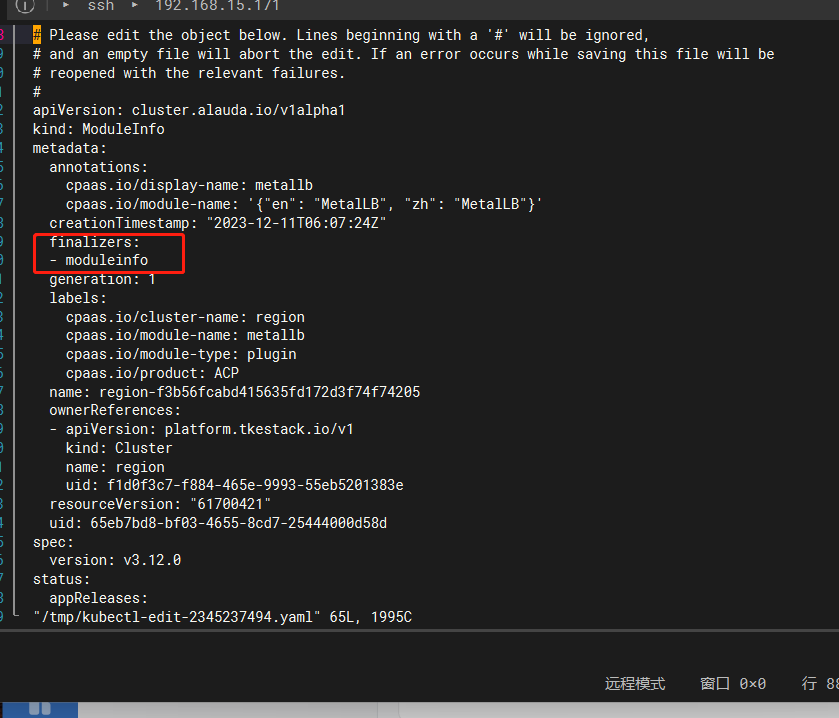 ssh 192.168.15.171
# Please edit the object below. Lines beginning with a '#' will be ignored,
# and an empty file will abort the edit. If an error occurs while saving this file will be
# reopened with the relevant failures.
#
apiVersion: cluster.alauda.io/v1alpha1
kind: ModuleInfo
metadata:
  annotations:
    cpaas.io/display-name: metallb
    cpaas.io/module-name: '{"en": "MetalLB", "zh": "MetalLB"}'
  creationTimestamp: "2023-12-11T06:07:24Z"
  finalizers:
  - moduleinfo
  generation: 1
  labels:
    cpaas.io/cluster-name: region
    cpaas.io/module-name: metallb
    cpaas.io/module-type: plugin
    cpaas.io/product: ACP
  name: region-f3b56fcabd415635fd172d3f74f74205
  ownerReferences:
  - apiVersion: platform.tkestack.io/v1
    kind: Cluster
    name: region
    uid: f1d0f3c7-f884-465e-9993-55eb5201383e
  resourceVersion: "61700421"
  uid: 65eb7bd8-bf03-4655-8cd7-25444000d58d
spec:
  version: v3.12.0
status:
  appReleases:
"/tmp/kubectl-edit-2345237494.yaml" 65L, 1995C
远程模式 窗口 0×0 行